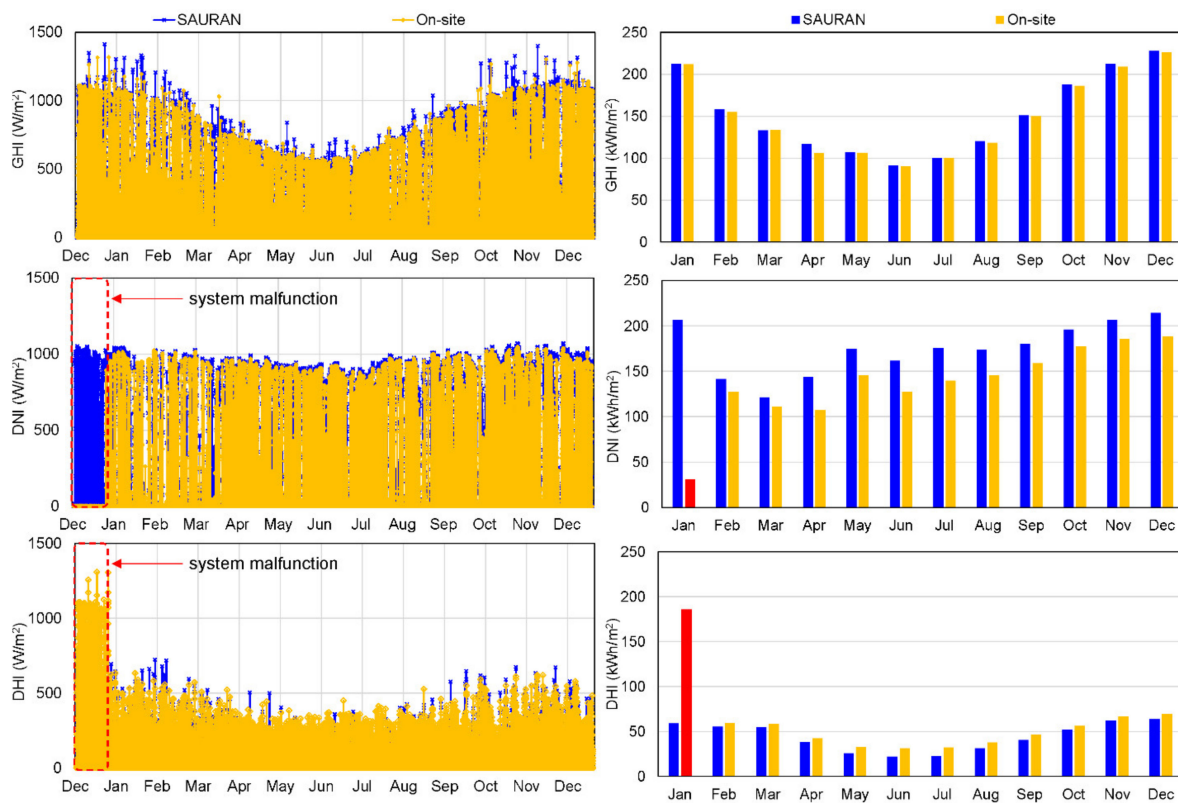 SAURAN On-site
1500
1000
500
0
GHI (W/m²)
Dec Jan Feb Mar Apr May Jun Jul Aug Sep Oct Nov Dec
SAURAN On-site
250
200
150
100
50
0
GHI (kWh/m²)
Jan Feb Mar Apr May Jun Jul Aug Sep Oct Nov Dec
1500
1000
500
0
DNI (W/m²)
system malfunction
Dec Jan Feb Mar Apr May Jun Jul Aug Sep Oct Nov Dec
250
200
150
100
50
0
DNI (kWh/m²)
Jan Feb Mar Apr May Jun Jul Aug Sep Oct Nov Dec
1500
1000
500
0
DHI (W/m²)
system malfunction
Dec Jan Feb Mar Apr May Jun Jul Aug Sep Oct Nov Dec
250
200
150
100
50
0
DHI (kWh/m²)
Jan Feb Mar Apr May Jun Jul Aug Sep Oct Nov Dec